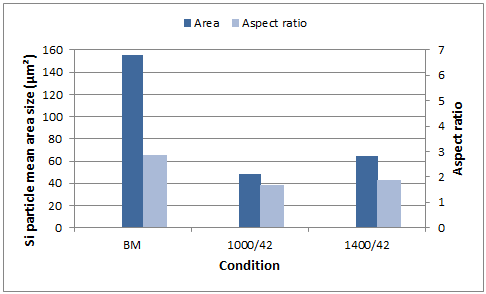 Area Aspect ratio
160 7
140 6
120 5
100 4
80
60 3
40 2
20 1
0 0
Si particle mean area size (µm²)
Aspect ratio
BM 1000/42 1400/42
Condition